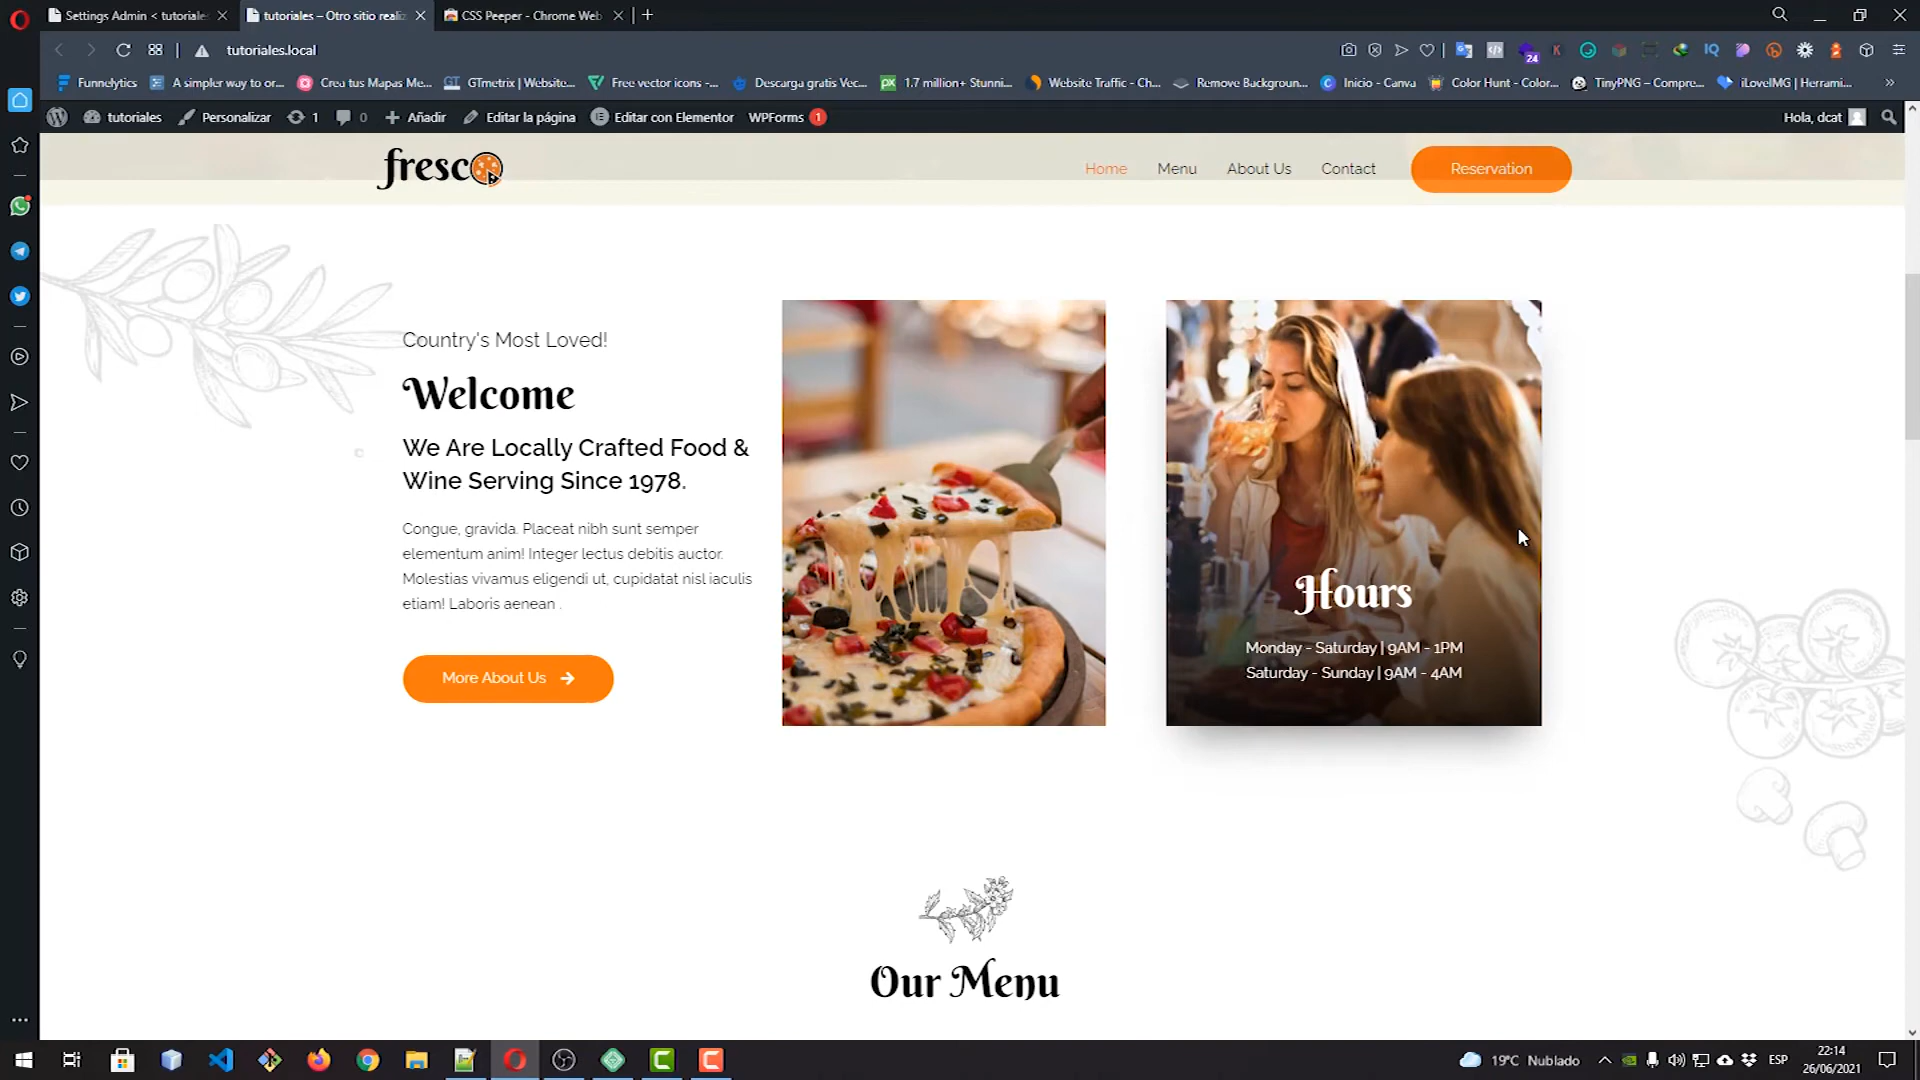 Settings Admin < tutoriale
tutoriales – Otro sitio reali
CSS Peeper - Chrome Web
tutoriales.local
24
Funnelytics
A simpler way to or...
Crea tus Mapas Me...
GTmetrix | Website...
Free vector icons -...
Descarga gratis Vec...
1.7 million+ Stunni...
Website Traffic - Ch...
Remove Backgroun...
Inicio - Canva
Color Hunt - Color...
TinyPNG – Compre...
iLoveIMG | Herrami...
tutoriales
Personalizar
1
0
Añadir
Editar la página
Editar con Elementor
WPForms 1
Hola, dcat
fresco
Home
Menu
About Us
Contact
Reservation
Country's Most Loved!
Welcome
We Are Locally Crafted Food &
Wine Serving Since 1978.
Congue, gravida. Placeat nibh sunt semper
elementum anim! Integer lectus debitis auctor.
Molestias vivamus eligendi ut, cupidatat nisl iaculis
etiam! Laboris aenean .
More About Us
Hours
Monday - Saturday | 9AM - 1PM
Saturday - Sunday | 9AM - 4AM
Our Menu
19°C Nublado
ESP
22:14
26/06/2021